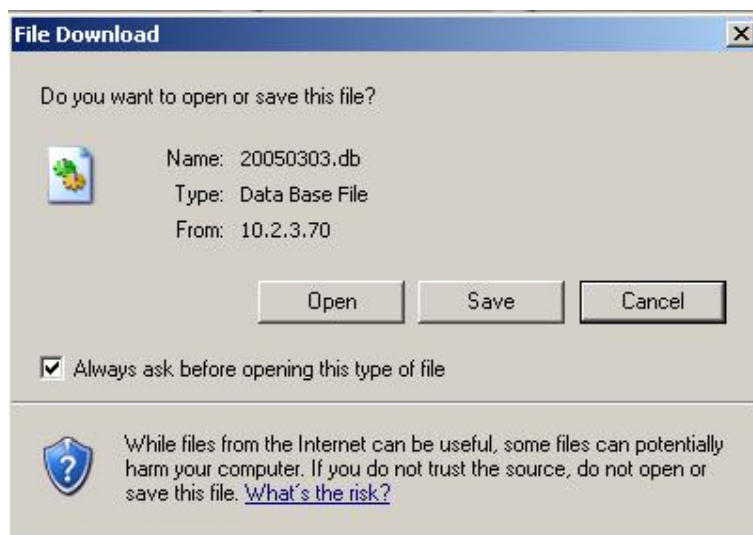 File Download
Do you want to open or save this file?
Name: 20050303.db
Type: Data Base File
From: 10.2.3.70
Open Save Cancel
Always ask before opening this type of file
While files from the Internet can be useful, some files can potentially
harm your computer. If you do not trust the source, do not open or
save this file. What's the risk?